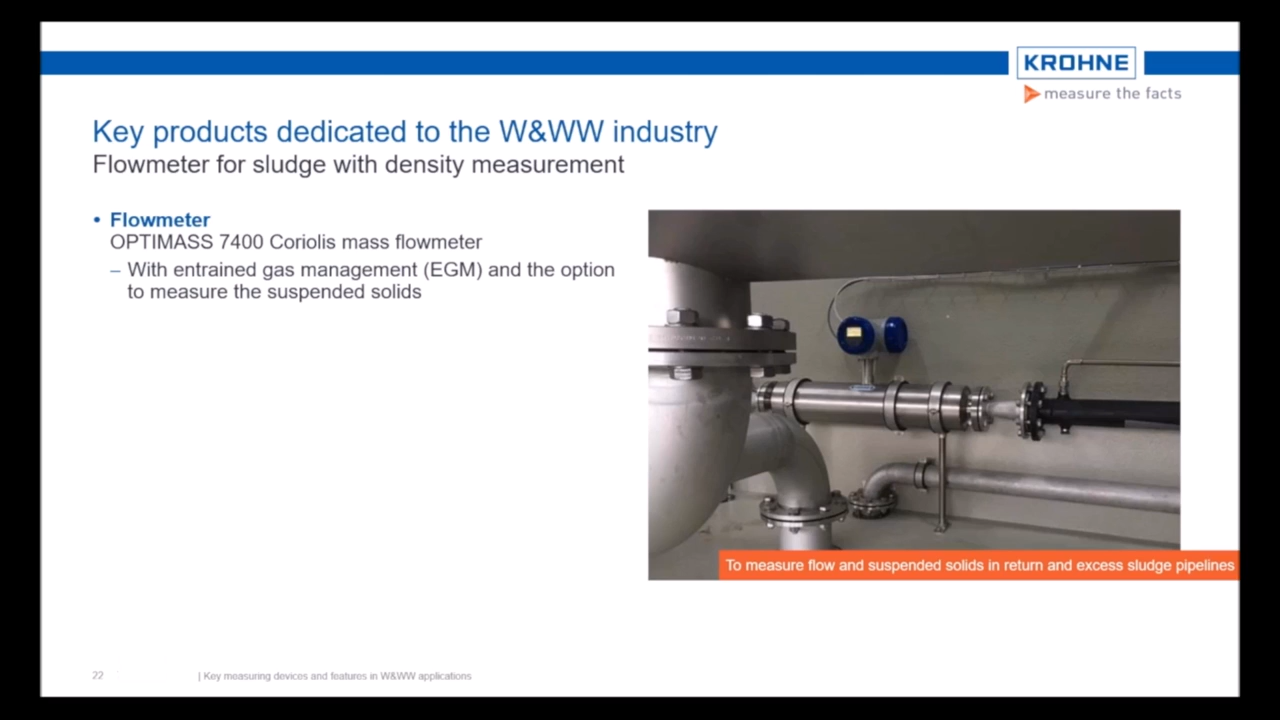 KROHNE
measure the facts
Key products dedicated to the W&WW industry
Flowmeter for sludge with density measurement
• Flowmeter
OPTIMASS 7400 Coriolis mass flowmeter
– With entrained gas management (EGM) and the option
to measure the suspended solids
To measure flow and suspended solids in return and excess sludge pipelines
22 | Key measuring devices and features in W&WW applications